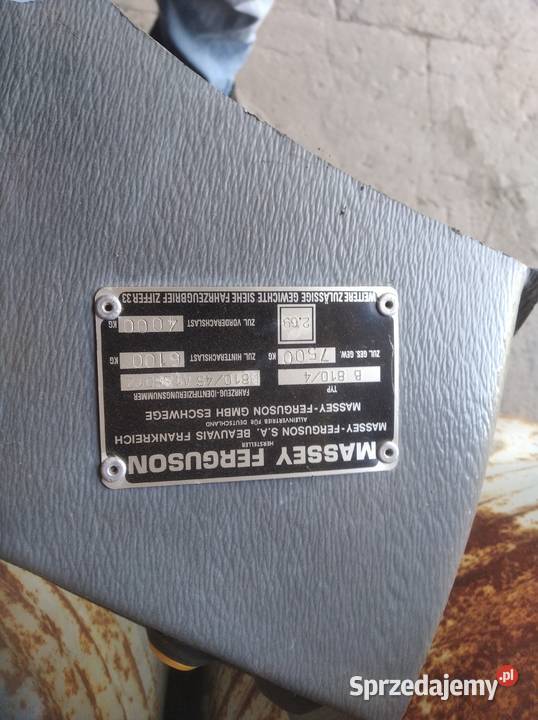 MASSEY FERGUSON
HERSTELLER
MASSEY-FERGUSON S.A. BEAUVAIS FRANKREICH
ALLEINVERTRIEB FÜR DEUTSCHLAND
MASSEY-FERGUSON GMBH ESCHWEGE
TYP FAHRZEUG-IDENTIFIZIERUNGSNUMMER
B 810/4
ZUL. GES. GEW. 7500 KG ZUL. HINTERACHSLAST 5100 KG
2.69 ZUL. VORDERACHSLAST 4000 KG
WEITERE ZULÄSSIGE GEWICHTE SIEHE FAHRZEUGBRIEF ZIFFER 33
Sprzedajemy.pl